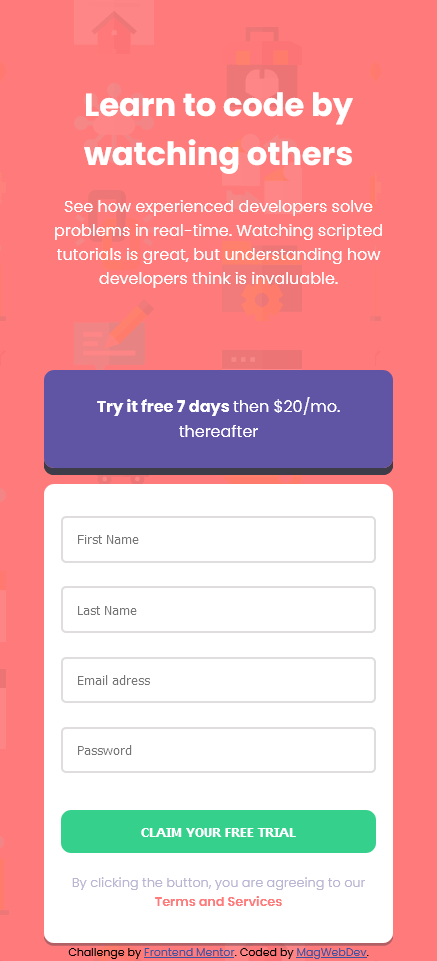 Learn to code by
watching others
See how experienced developers solve
problems in real-time. Watching scripted
tutorials is great, but understanding how
developers think is invaluable.
Try it free 7 days then $20/mo.
thereafter
First Name
Last Name
Email adress
Password
CLAIM YOUR FREE TRIAL
By clicking the button, you are agreeing to our
Terms and Services
Challenge by Frontend Mentor. Coded by MagWebDev.